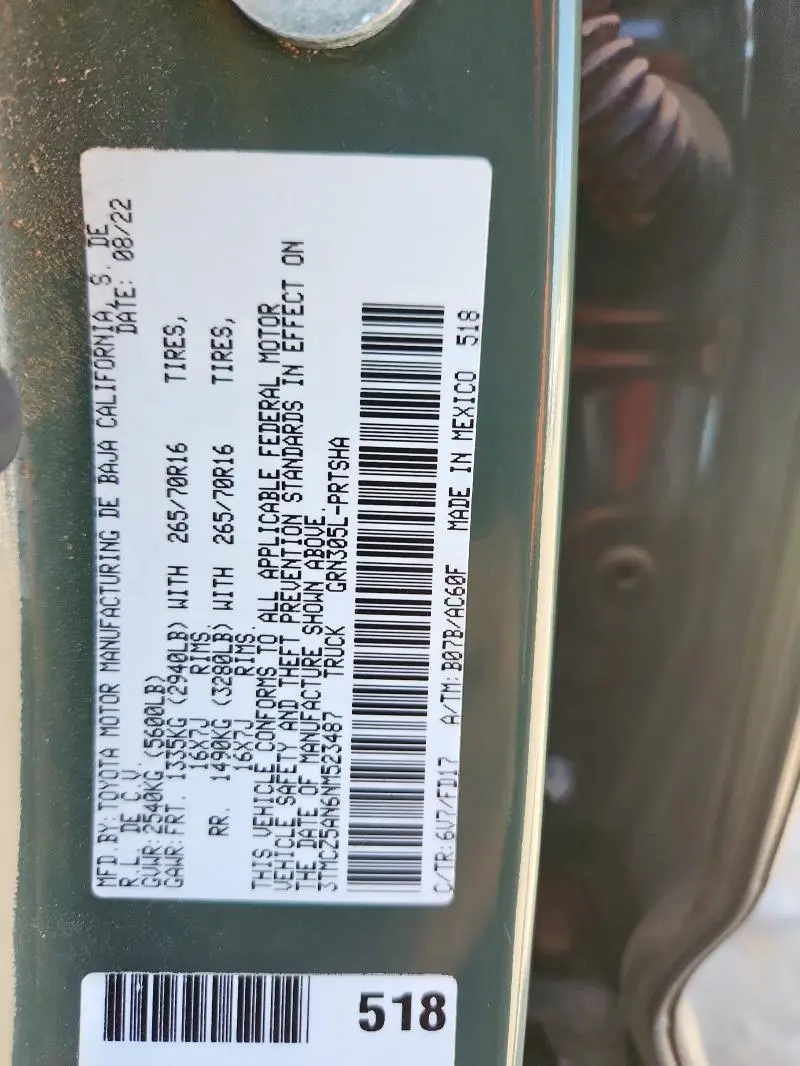 MFD BY: TOYOTA MOTOR MANUFACTURING DE BAJA CALIFORNIA, S. DE
R.L. DE C.V. DATE: 08/22
GVWR: 2540KG (5600LB)
GAWR: FRT. 1335KG (2940LB) WITH 265/70R16 TIRES,
16X7J RIMS.
RR. 1490KG (3280LB) WITH 265/70R16 TIRES,
16X7J RIMS.
THIS VEHICLE CONFORMS TO ALL APPLICABLE FEDERAL MOTOR
VEHICLE SAFETY AND THEFT PREVENTION STANDARDS IN EFFECT ON
THE DATE OF MANUFACTURE SHOWN ABOVE.
3TMCZ5AN6NM523487 TRUCK GRN305L-PRTSHA
C/TR: 6V7/FD17 A/TM: B07B/AC60F MADE IN MEXICO 518
518